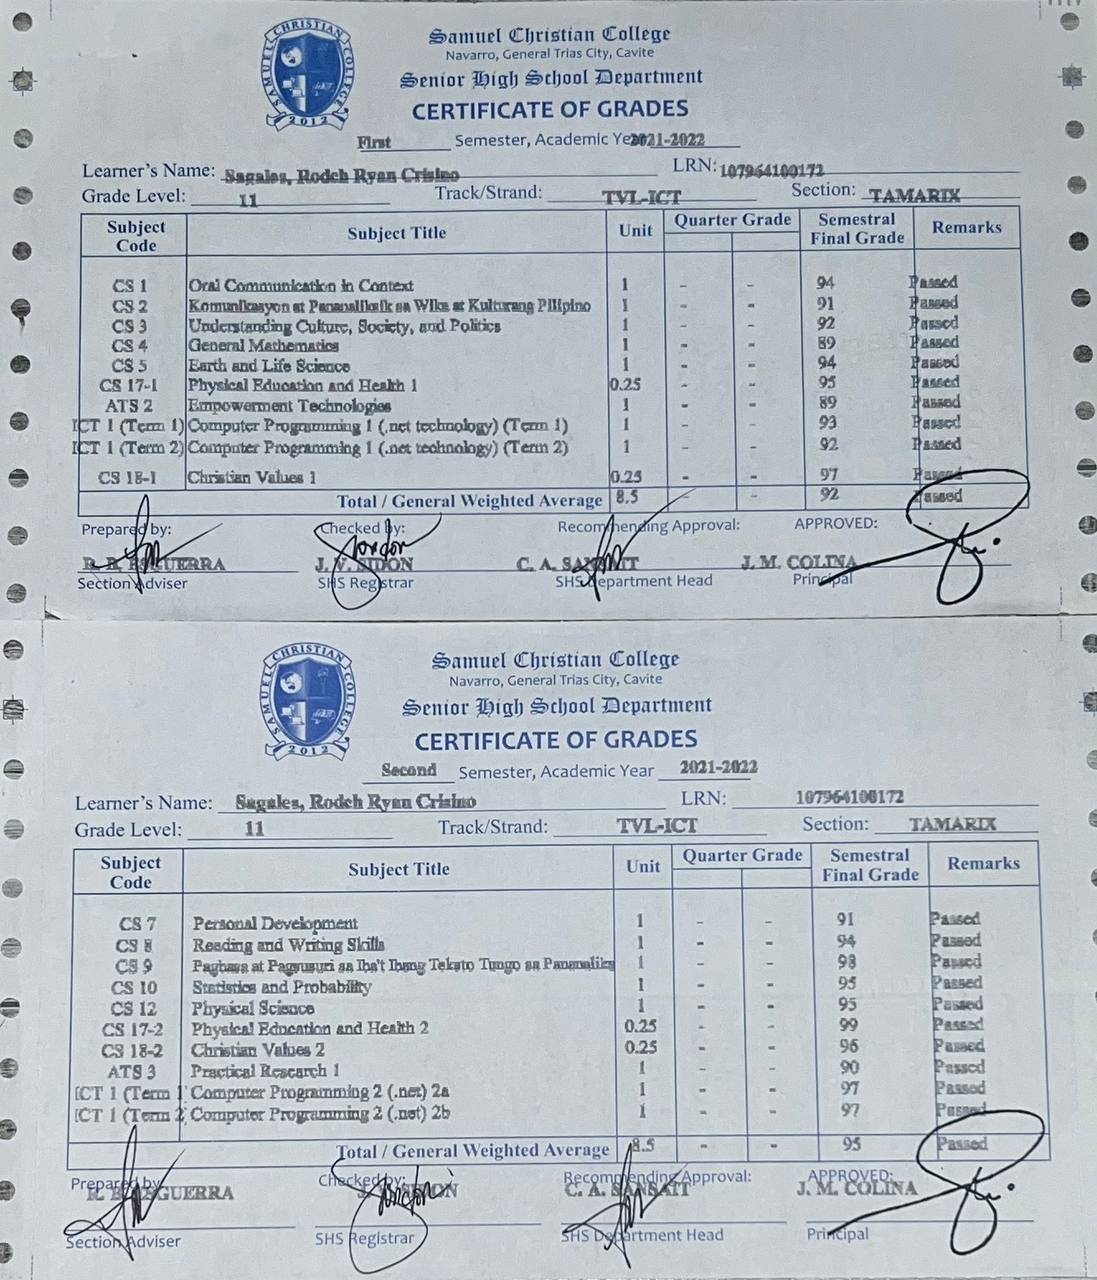 SAMUEL CHRISTIAN COLLEGE
2012
Samuel Christian College
Navarro, General Trias City, Cavite
Senior High School Department
CERTIFICATE OF GRADES
First Semester, Academic Year 2021-2022
Learner's Name: Sagales, Rodch Ryan Crisino LRN: 107964100172
Grade Level: 11 Track/Strand: TVL-ICT Section: TAMARIX
Subject Code Subject Title Unit Quarter Grade Semestral Final Grade Remarks
CS 1 Oral Communication in Context 1 - - 94 Passed
CS 2 Komunikasyon at Pananaliksik sa Wika at Kulturang Pilipino 1 - - 91 Passed
CS 3 Understanding Culture, Society, and Politics 1 - - 92 Passed
CS 4 General Mathematics 1 - - 89 Passed
CS 5 Earth and Life Science 1 - - 94 Passed
CS 17-1 Physical Education and Health 1 0.25 - - 95 Passed
ATS 2 Empowerment Technologies 1 - - 89 Passed
ICT 1 (Term 1) Computer Programming 1 (.net technology) (Term 1) 1 - - 93 Passed
ICT 1 (Term 2) Computer Programming 1 (.net technology) (Term 2) 1 - - 92 Passed
CS 18-1 Christian Values 1 0.25 - - 97 Passed
Total / General Weighted Average 8.5 - 92 Passed
Prepared by: Checked By: Recommending Approval: APPROVED:
J. M. COLINA
Section Adviser SHS Registrar SHS Department Head Principal
SAMUEL CHRISTIAN COLLEGE
2012
Samuel Christian College
Navarro, General Trias City, Cavite
Senior High School Department
CERTIFICATE OF GRADES
Second Semester, Academic Year 2021-2022
Learner's Name: Sagales, Rodch Ryan Crisino LRN: 107964100172
Grade Level: 11 Track/Strand: TVL-ICT Section: TAMARIX
Subject Code Subject Title Unit Quarter Grade Semestral Final Grade Remarks
CS 7 Personal Development 1 - - 91 Passed
CS 8 Reading and Writing Skills 1 - - 94 Passed
CS 9 Pagbasa at Pagsusuri sa Iba't Ibang Teksto Tungo sa Pananaliks 1 - - 93 Passed
CS 10 Statistics and Probability 1 - - 95 Passed
CS 12 Physical Science 1 - - 95 Passed
CS 17-2 Physical Education and Health 2 0.25 - - 99 Passed
CS 18-2 Christian Values 2 0.25 - - 96 Passed
ATS 3 Practical Research 1 1 - - 90 Passed
ICT 1 (Term 1 Computer Programming 2 (.net) 2a 1 - - 97 Passed
ICT 1 (Term 2 Computer Programming 2 (.net) 2b 1 - - 97 Passed
Total / General Weighted Average 8.5 - - 95 Passed
Prepared by: Checked by: Recommending Approval: APPROVED:
C. A. SANSAIT J. M. COLINA
Section Adviser SHS Registrar SHS Department Head Principal